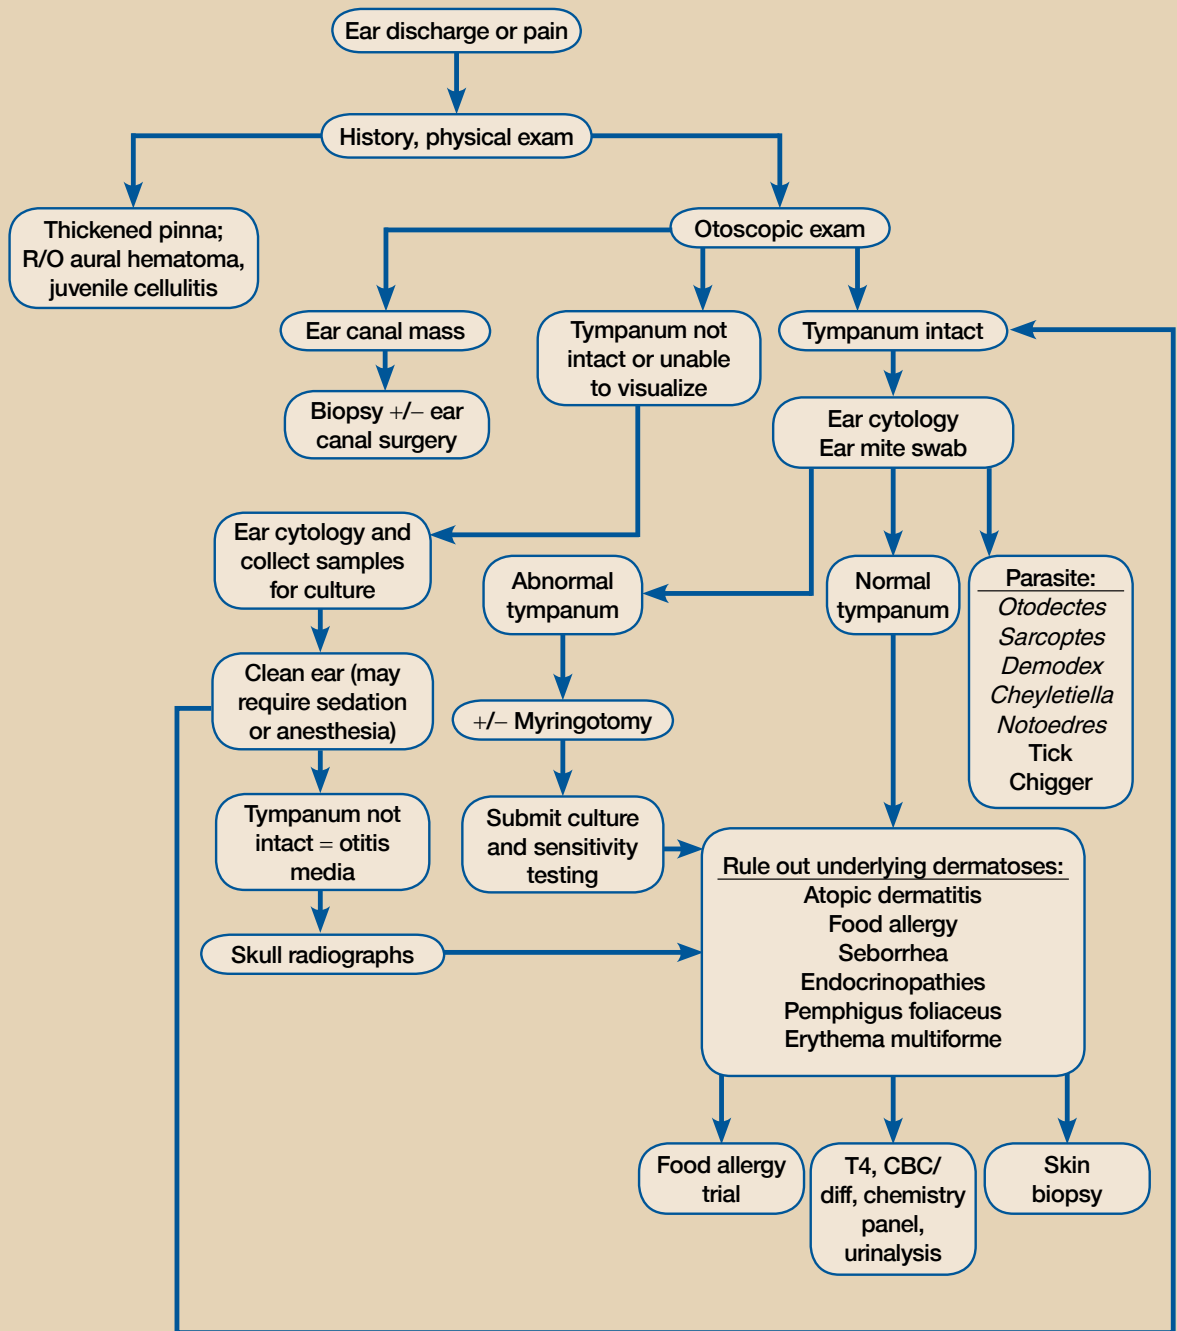 Ear discharge or pain
History, physical exam
Thickened pinna;
R/O aural hematoma,
juvenile cellulitis
Otoscopic exam
Ear canal mass
Tympanum not
intact or unable
to visualize
Tympanum intact
Biopsy +/– ear
canal surgery
Ear cytology
Ear mite swab
Ear cytology and
collect samples
for culture
Abnormal
tympanum
Normal
tympanum
Parasite:
Otodectes
Sarcoptes
Demodex
Cheyletiella
Notoedres
Tick
Chigger
Clean ear (may
require sedation
or anesthesia)
+/– Myringotomy
Tympanum not
intact = otitis
media
Submit culture
and sensitivity
testing
Rule out underlying dermatoses:
Atopic dermatitis
Food allergy
Seborrhea
Endocrinopathies
Pemphigus foliaceus
Erythema multiforme
Skull radiographs
Food allergy
trial
T4, CBC/
diff, chemistry
panel,
urinalysis
Skin
biopsy